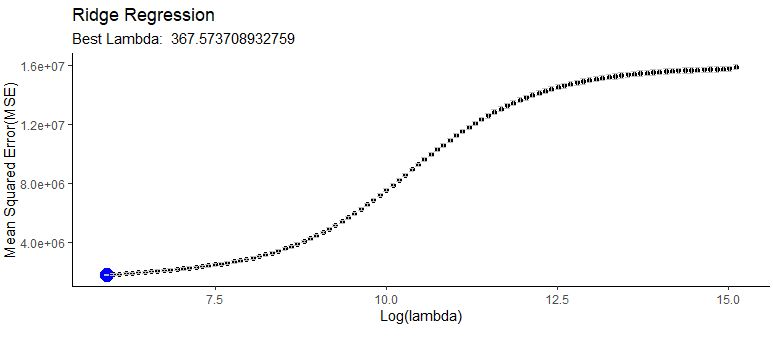 Ridge Regression
Best Lambda: 367.573708932759
Mean Squared Error(MSE)
1.6e+07
1.2e+07
8.0e+06
4.0e+06
7.5
10.0
12.5
15.0
Log(lambda)